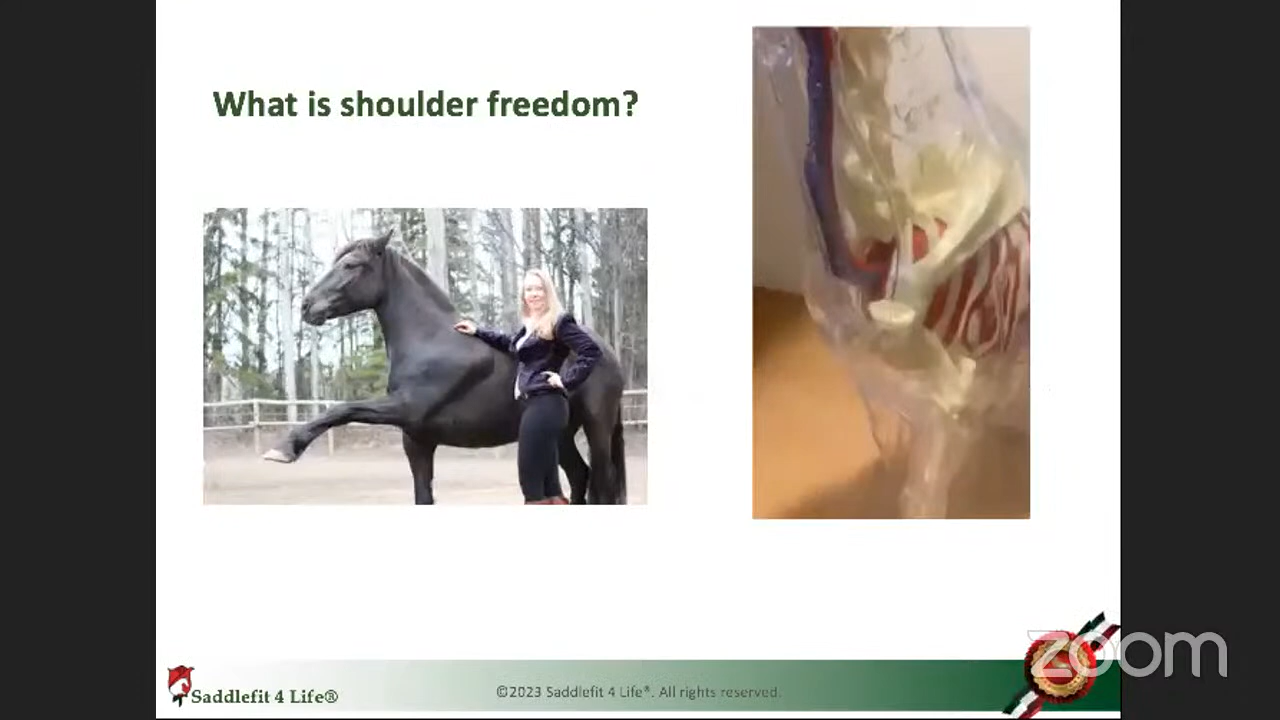 What is shoulder freedom?
Saddlefit 4 Life®
©2023 Saddlefit 4 Life®. All rights reserved.
zoom